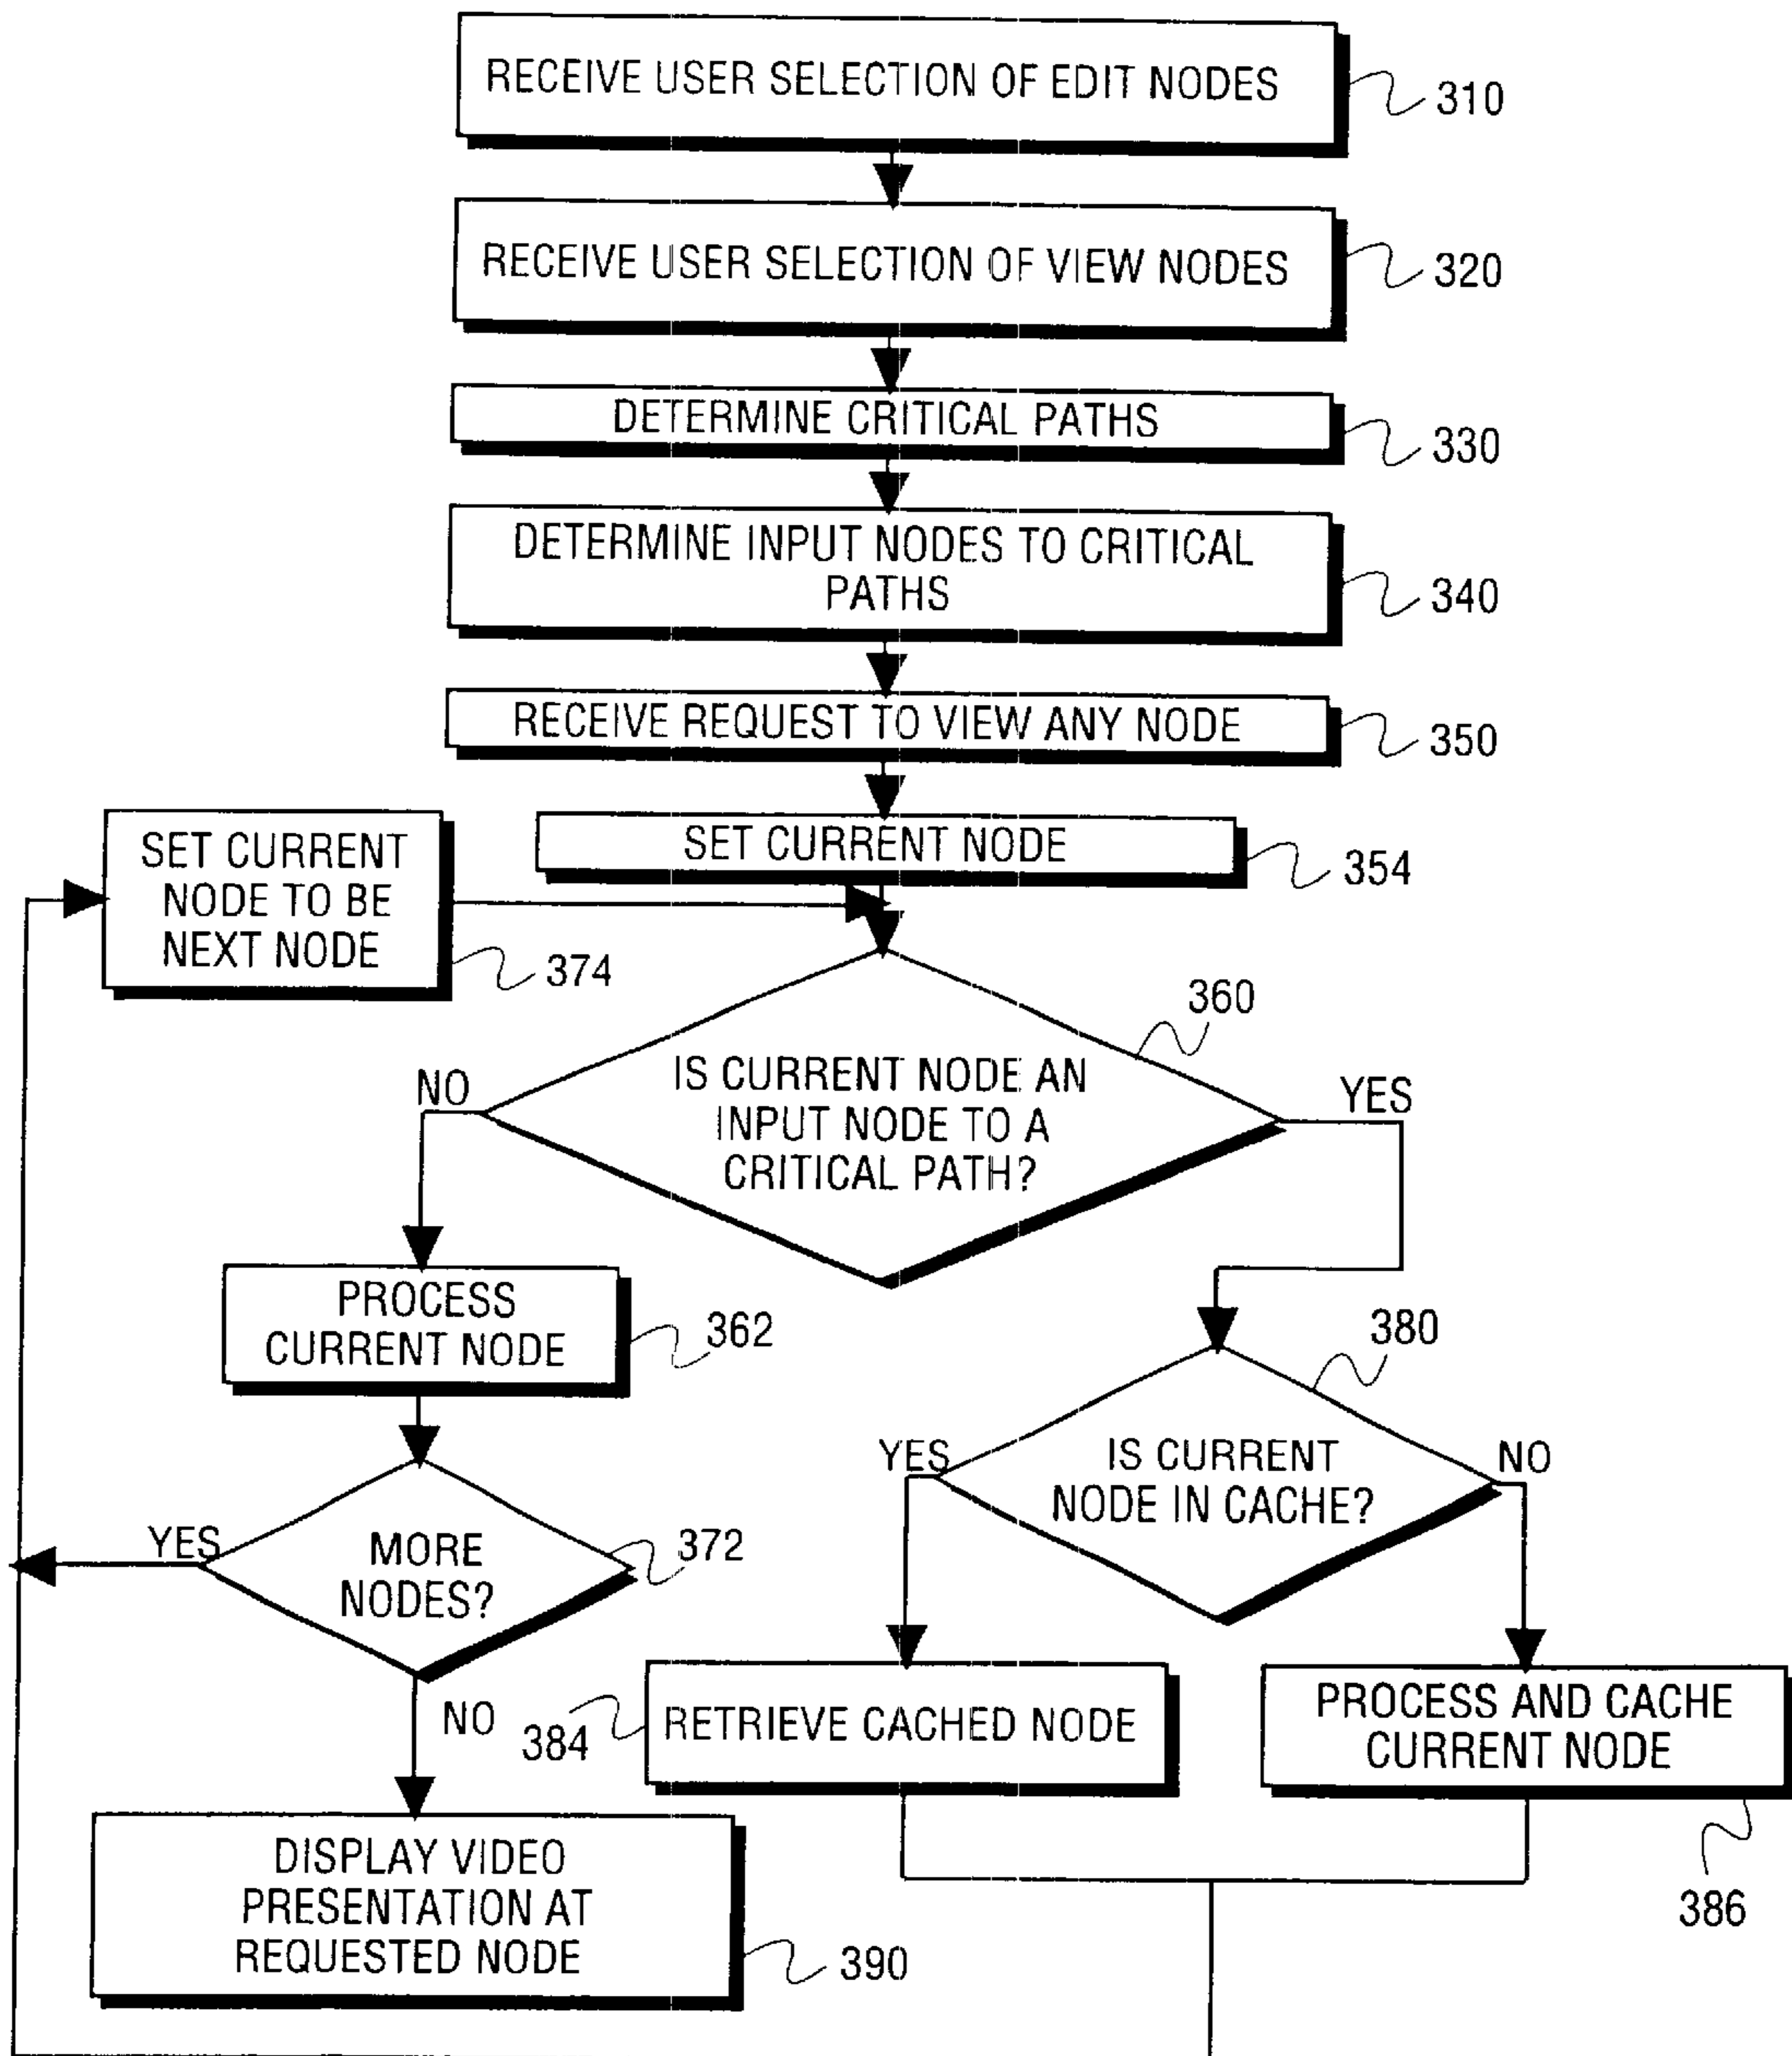 RECEIVE USER SELECTION OF EDIT NODES
310
RECEIVE USER SELECTION OF VIEW NODES
320
DETERMINE CRITICAL PATHS
330
DETERMINE INPUT NODES TO CRITICAL
PATHS
340
RECEIVE REQUEST TO VIEW ANY NODE
350
SET CURRENT NODE
354
SET CURRENT
NODE TO BE
NEXT NODE
374
360
IS CURRENT NODE AN
INPUT NODE TO A
CRITICAL PATH?
NO
YES
PROCESS
CURRENT NODE
362
380
IS CURRENT
NODE IN CACHE?
YES
NO
MORE
NODES?
372
YES
NO
384
RETRIEVE CACHED NODE
PROCESS AND CACHE
CURRENT NODE
386
DISPLAY VIDEO
PRESENTATION AT
REQUESTED NODE
390